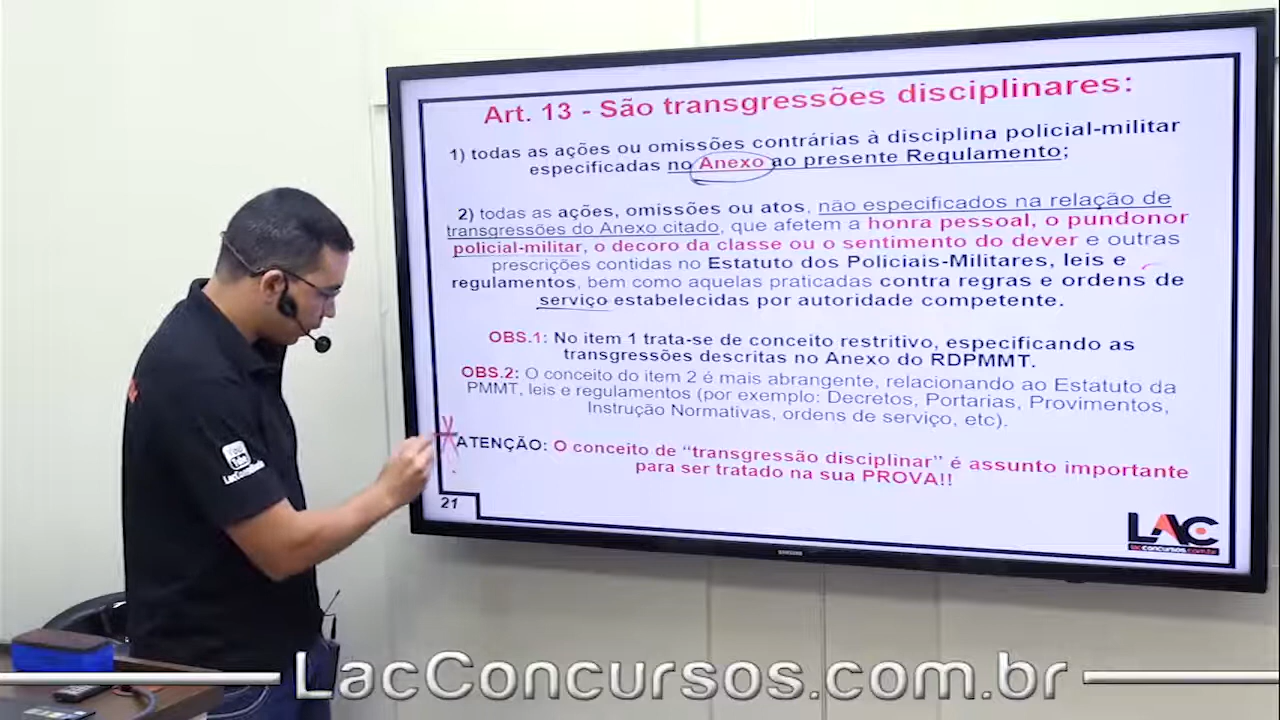 Art. 13 - São transgressões disciplinares:
1) todas as ações ou omissões contrárias à disciplina policial-militar
especificadas no Anexo ao presente Regulamento;
2) todas as ações, omissões ou atos, não especificados na relação de
transgressões do Anexo citado, que afetem a honra pessoal, o pundonor
policial-militar, o decoro da classe ou o sentimento do dever e outras
prescrições contidas no Estatuto dos Policiais-Militares, leis e
regulamentos, bem como aquelas praticadas contra regras e ordens de
serviço estabelecidas por autoridade competente.
OBS.1: No item 1 trata-se de conceito restritivo, especificando as
transgressões descritas no Anexo do RDPMMT.
OBS.2: O conceito do item 2 é mais abrangente, relacionando ao Estatuto da
PMMT, leis e regulamentos (por exemplo: Decretos, Portarias, Provimentos,
Instrução Normativas, ordens de serviço, etc).
ATENÇÃO: O conceito de “transgressão disciplinar” é assunto importante
para ser tratado na sua PROVA!!
21
LAC
lacconcursos.com.br
SAMSUNG
You
Tube
LacConcursos.com.br